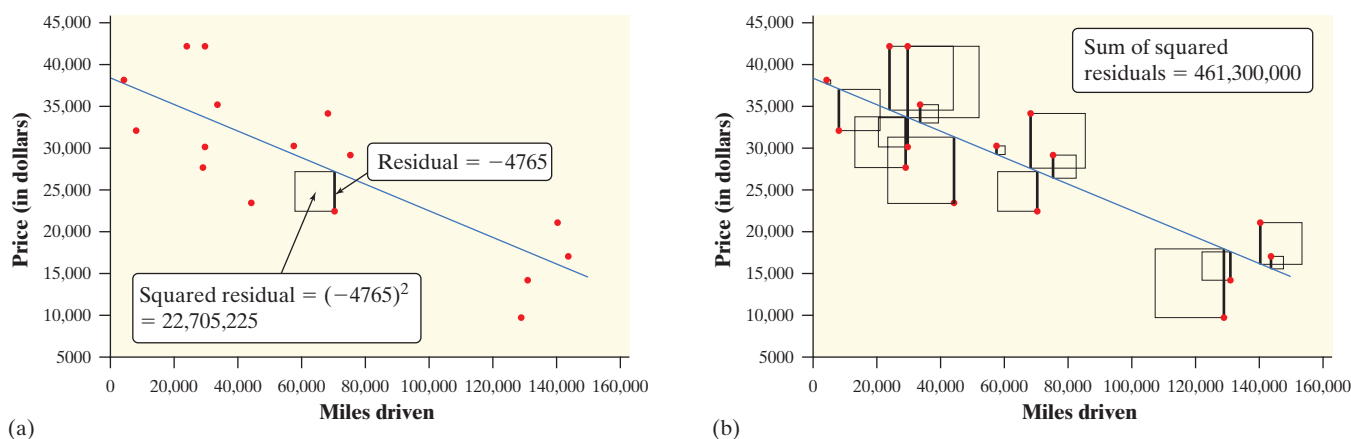 45,000
40,000
35,000
30,000
25,000
20,000
15,000
10,000
5000
Price (in dollars)
Residual = −4765
Squared residual = (−4765)²
= 22,705,225
0 20,000 40,000 60,000 80,000 100,000 120,000 140,000 160,000
Miles driven
(a)
45,000
40,000
35,000
30,000
25,000
20,000
15,000
10,000
5000
Price (in dollars)
Sum of squared
residuals = 461,300,000
0 20,000 40,000 60,000 80,000 100,000 120,000 140,000 160,000
Miles driven
(b)